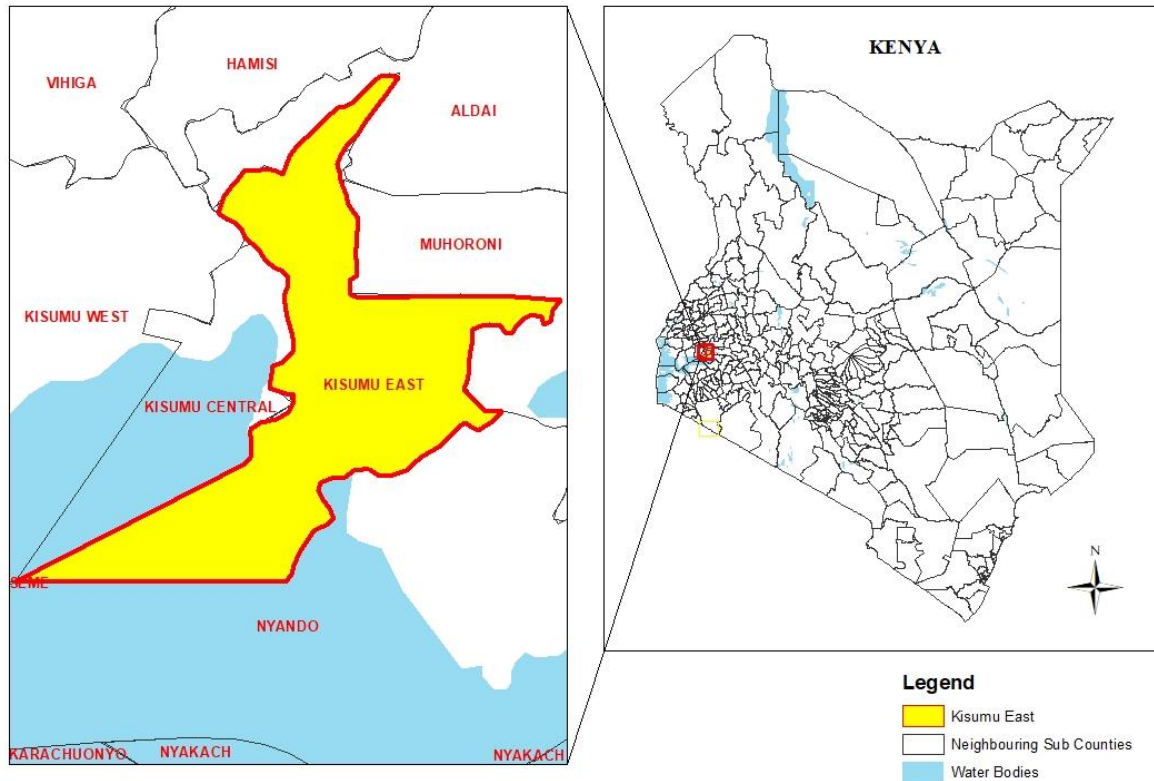 KENYA
HAMISI
VIHIGA
ALDAI
MUHORONI
KISUMU WEST
KISUMU EAST
KISUMU CENTRAL
SEME
NYANDO
KARACHUONYO
NYAKACH
NYAKACH
N
Legend
Kisumu East
Neighbouring Sub Counties
Water Bodies